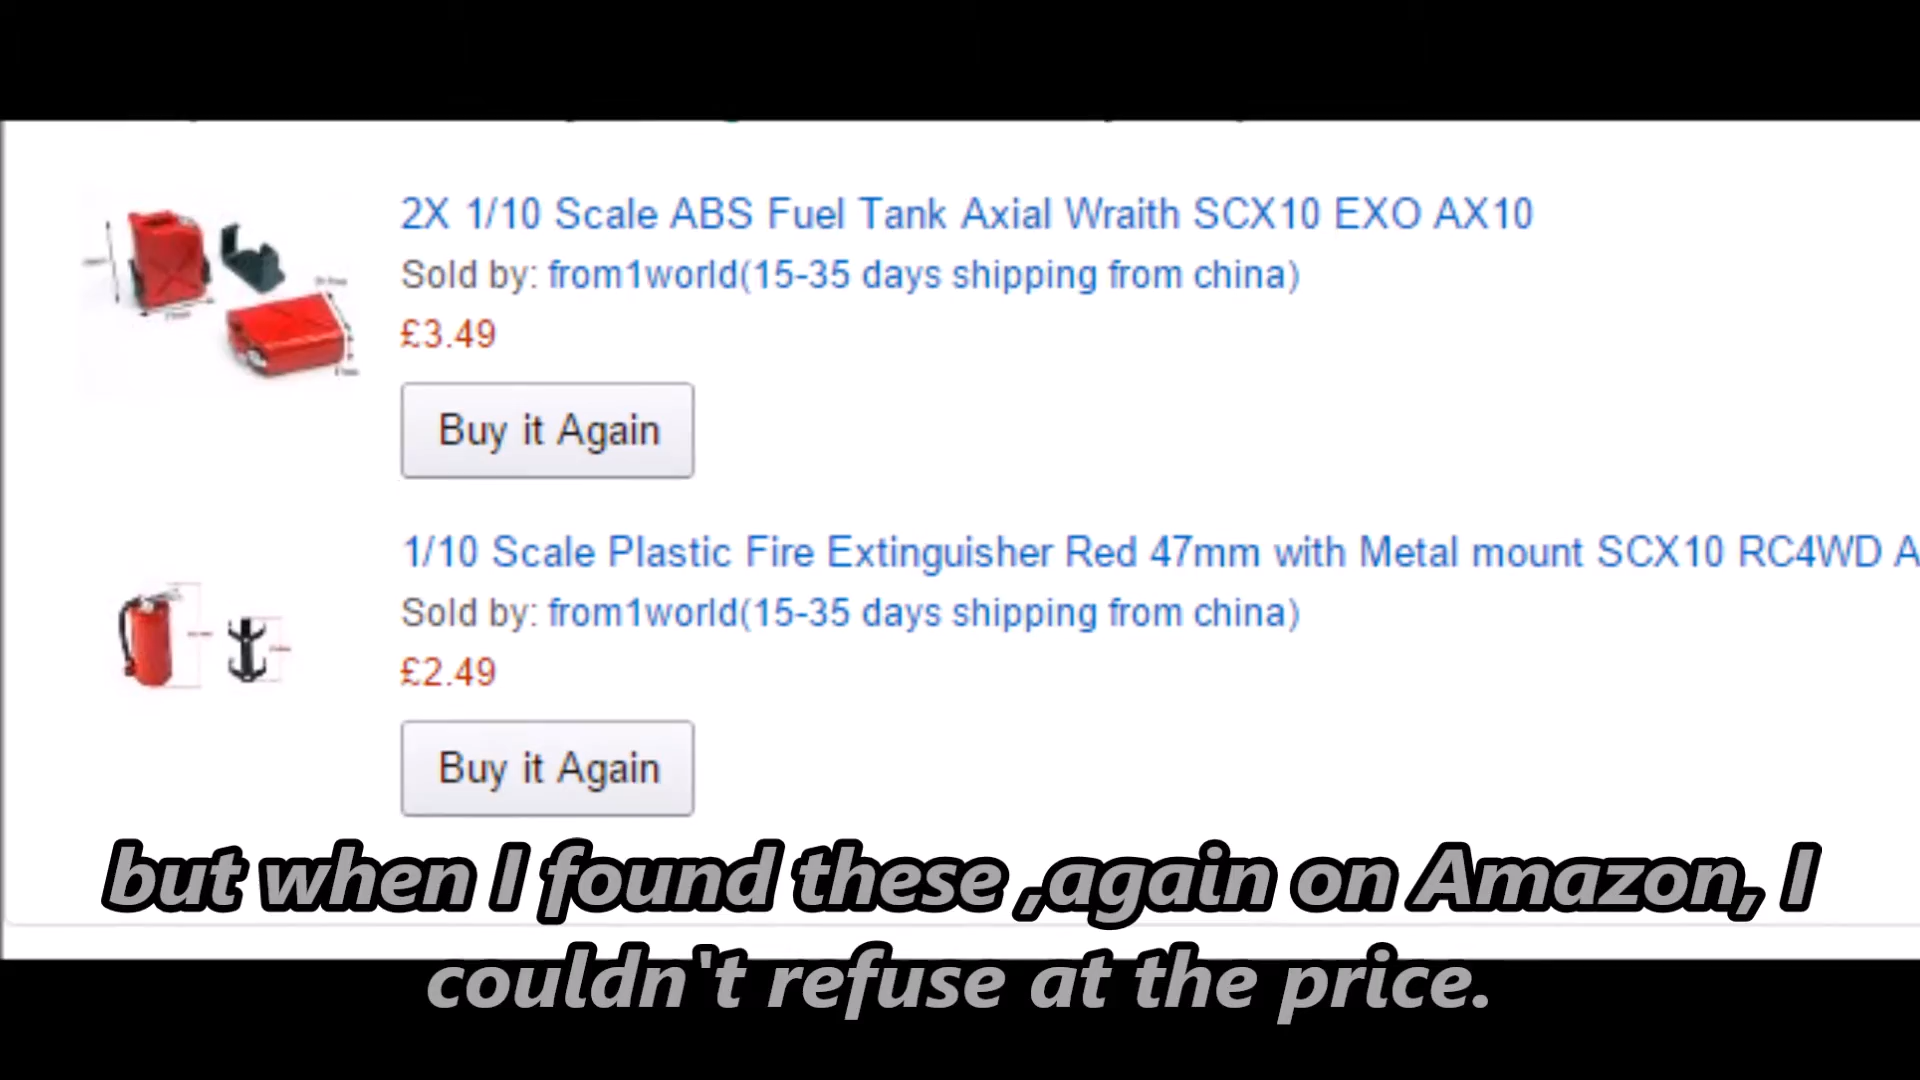 2X 1/10 Scale ABS Fuel Tank Axial Wraith SCX10 EXO AX10
Sold by: from1world(15-35 days shipping from china)
£3.49
Buy it Again
1/10 Scale Plastic Fire Extinguisher Red 47mm with Metal mount SCX10 RC4WD A
Sold by: from1world(15-35 days shipping from china)
£2.49
Buy it Again
but when I found these ,again on Amazon, I
couldn't refuse at the price.